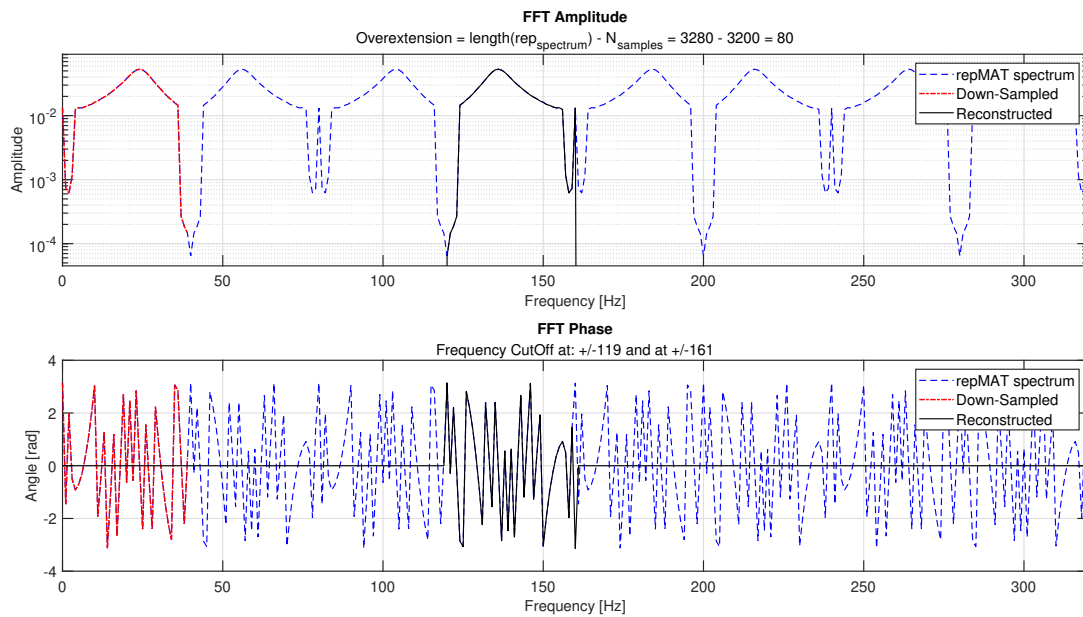 FFT Amplitude
Overextension = length(rep_spectrum) - N_samples = 3280 - 3200 = 80
Amplitude
10^-2
10^-3
10^-4
repMAT spectrum
Down-Sampled
Reconstructed
0 50 100 150 200 250 300
Frequency [Hz]
FFT Phase
Frequency CutOff at: +/-119 and at +/-161
Angle [rad]
4
2
0
-2
-4
repMAT spectrum
Down-Sampled
Reconstructed
0 50 100 150 200 250 300
Frequency [Hz]